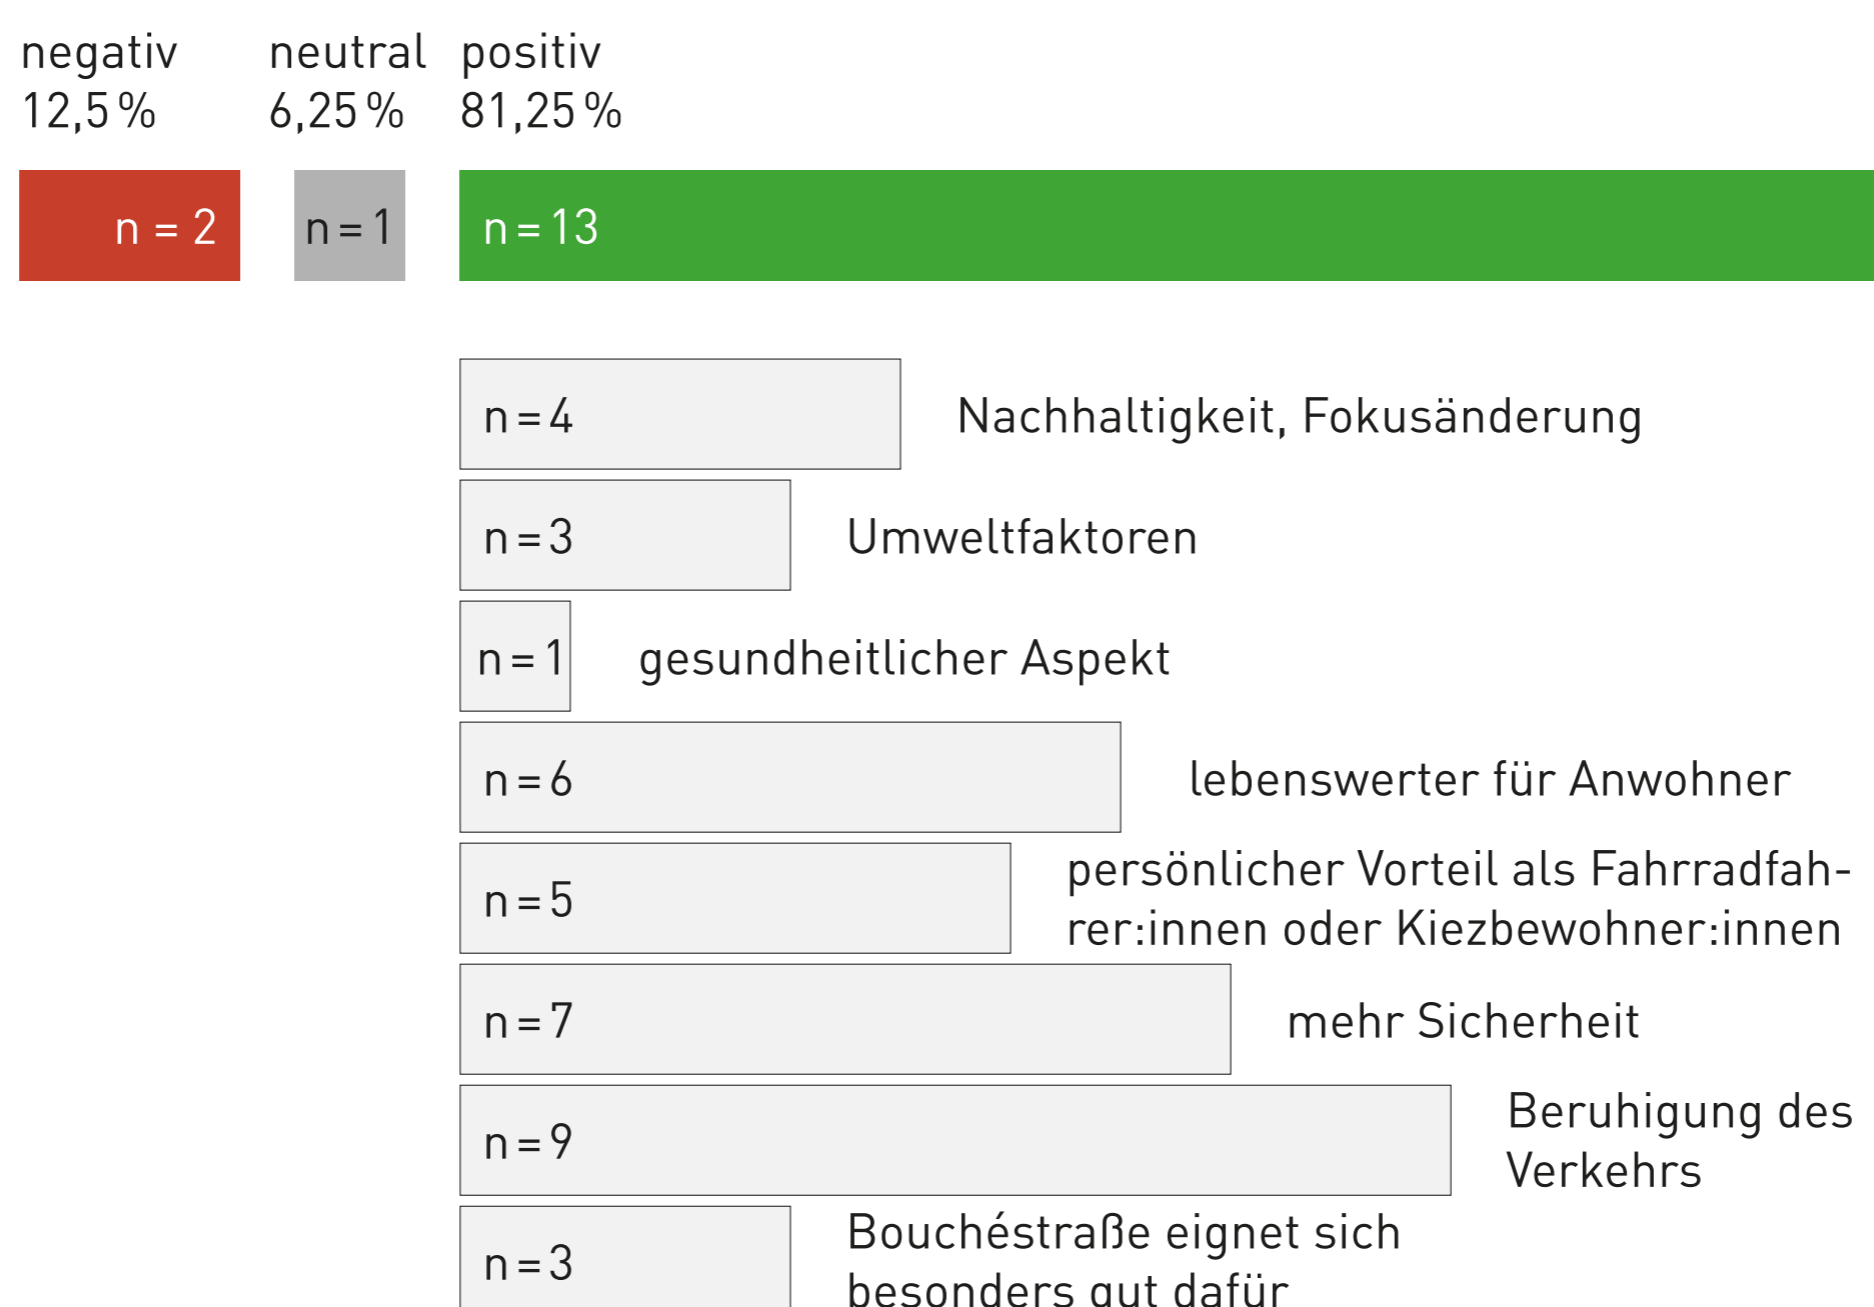 negativ neutral positiv
12,5 % 6,25 % 81,25 %
n = 2 n = 1 n = 13
n = 4 Nachhaltigkeit, Fokusänderung
n = 3 Umweltfaktoren
n = 1 gesundheitlicher Aspekt
n = 6 lebenswerter für Anwohner
n = 5
persönlicher Vorteil als Fahrradfah-
rer:innen oder Kiezbewohner:innen
n = 7 mehr Sicherheit
n = 9
Beruhigung des
Verkehrs
n = 3
Bouchéstraße eignet sich
besonders gut dafür